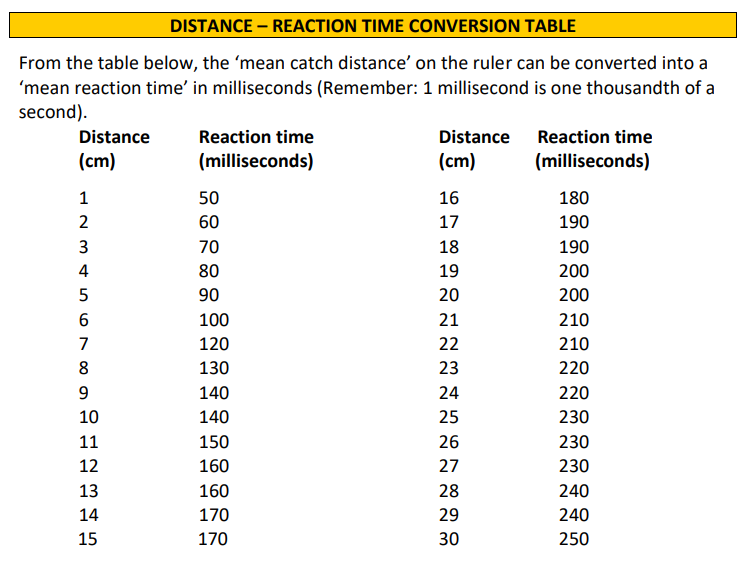 DISTANCE – REACTION TIME CONVERSION TABLE
From the table below, the ‘mean catch distance’ on the ruler can be converted into a
‘mean reaction time’ in milliseconds (Remember: 1 millisecond is one thousandth of a
second).
Distance Reaction time Distance Reaction time
(cm) (milliseconds) (cm) (milliseconds)
1 50 16 180
2 60 17 190
3 70 18 190
4 80 19 200
5 90 20 200
6 100 21 210
7 120 22 210
8 130 23 220
9 140 24 220
10 140 25 230
11 150 26 230
12 160 27 230
13 160 28 240
14 170 29 240
15 170 30 250